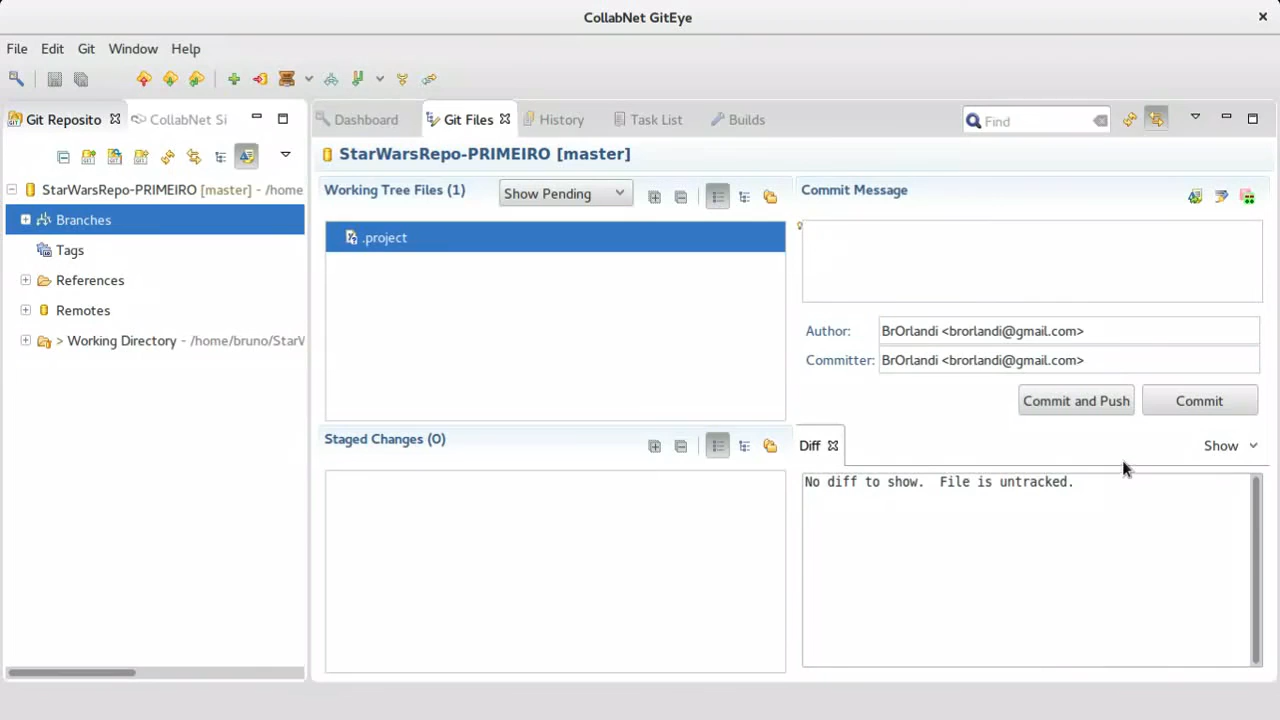 CollabNet GitEye
File Edit Git Window Help
Git Reposito
CollabNet Si
Dashboard
Git Files
History
Task List
Builds
Find
StarWarsRepo-PRIMEIRO [master] - /home
Branches
Tags
References
Remotes
> Working Directory - /home/bruno/StarW
StarWarsRepo-PRIMEIRO [master]
Working Tree Files (1)
Show Pending
.project
Staged Changes (0)
Commit Message
Author: BrOrlandi <brorlandi@gmail.com>
Committer: BrOrlandi <brorlandi@gmail.com>
Commit and Push
Commit
Diff
Show
No diff to show.  File is untracked.